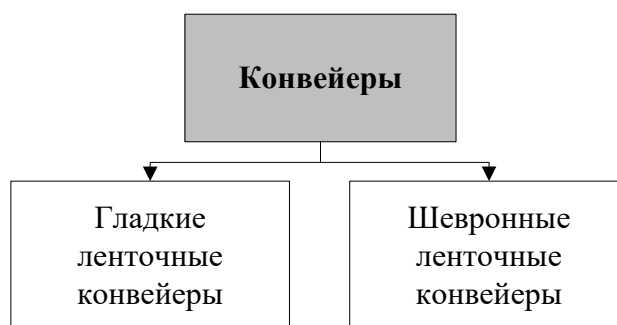 Конвейеры
Гладкие
ленточные
конвейеры
Шевронные
ленточные
конвейеры